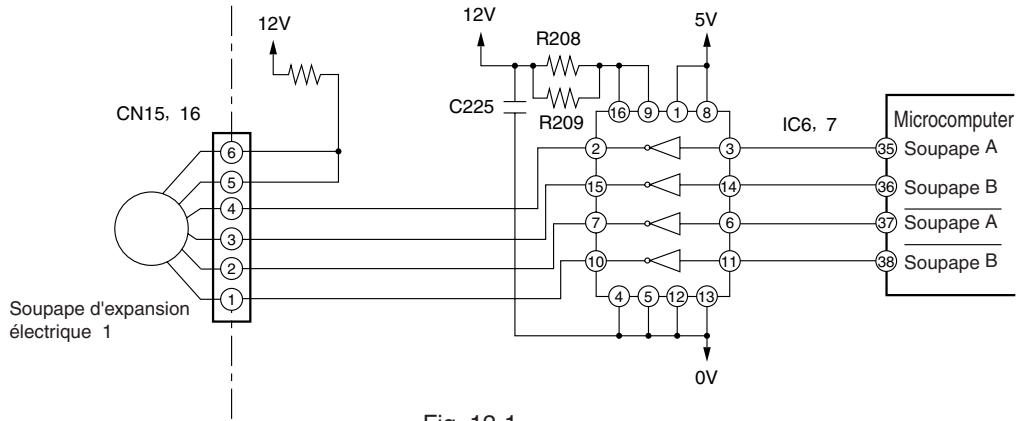 12V
12V
5V
R208
R209
C225
CN15, 16
IC6, 7
16 9 1 8
Microcomputer
6
5
4
3
2
1
2 3
15 14
7 6
10 11
4 5 12 13
35 Soupape A
36 Soupape B
37 Soupape A
38 Soupape B
Soupape d'expansion
électrique 1
0V